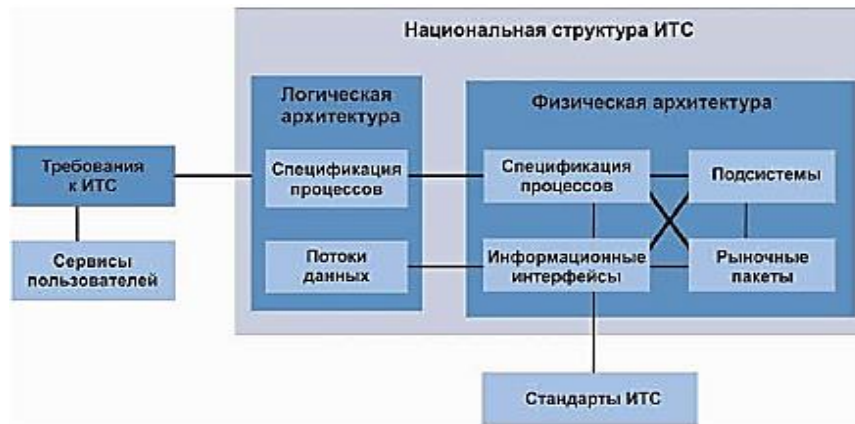 Национальная структура ИТС
Логическая
архитектура
Физическая архитектура
Требования
к ИТС
Спецификация
процессов
Спецификация
процессов
Подсистемы
Сервисы
пользователей
Потоки
данных
Информационные
интерфейсы
Рыночные
пакеты
Стандарты ИТС